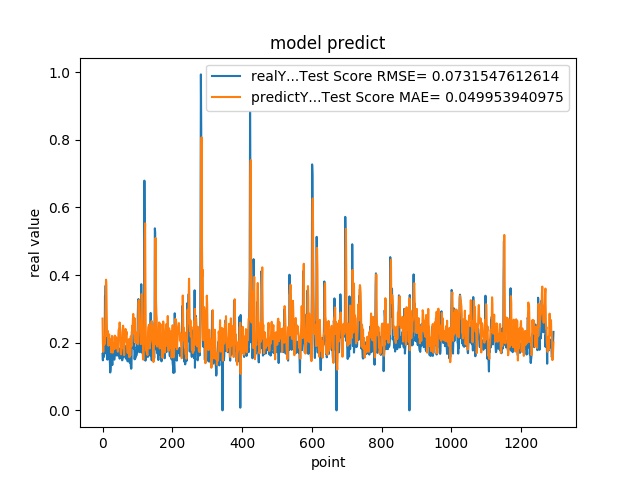 model predict
realY...Test Score RMSE= 0.0731547612614
predictY...Test Score MAE= 0.049953940975
real value
1.0
0.8
0.6
0.4
0.2
0.0
0 200 400 600 800 1000 1200
point